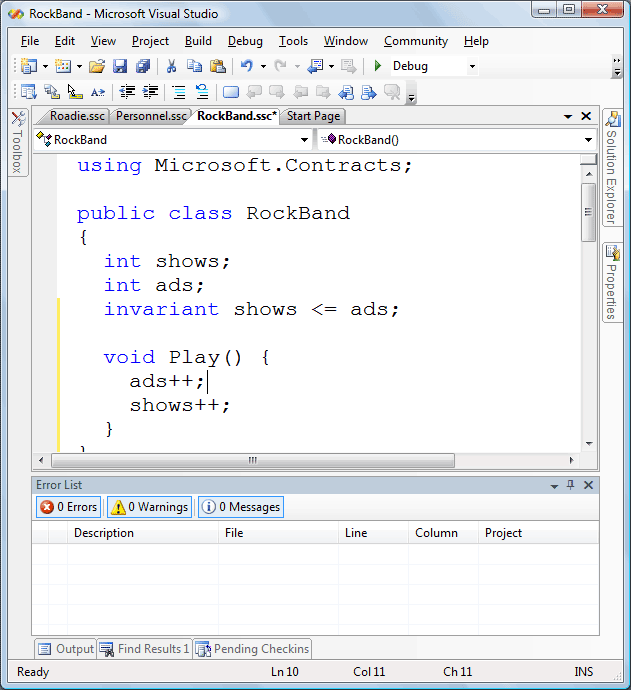 RockBand - Microsoft Visual Studio
File Edit View Project Build Debug Tools Window Community Help
Debug
Roadie.ssc Personnel.ssc RockBand.ssc* Start Page
RockBand RockBand()
Toolbox
Solution Explorer
Properties
using Microsoft.Contracts;
public class RockBand
{
int shows;
int ads;
invariant shows <= ads;
void Play() {
ads++;
shows++;
}
Error List
0 Errors 0 Warnings 0 Messages
Description File Line Column Project
Output Find Results 1 Pending Checkins
Ready Ln 10 Col 11 Ch 11 INS